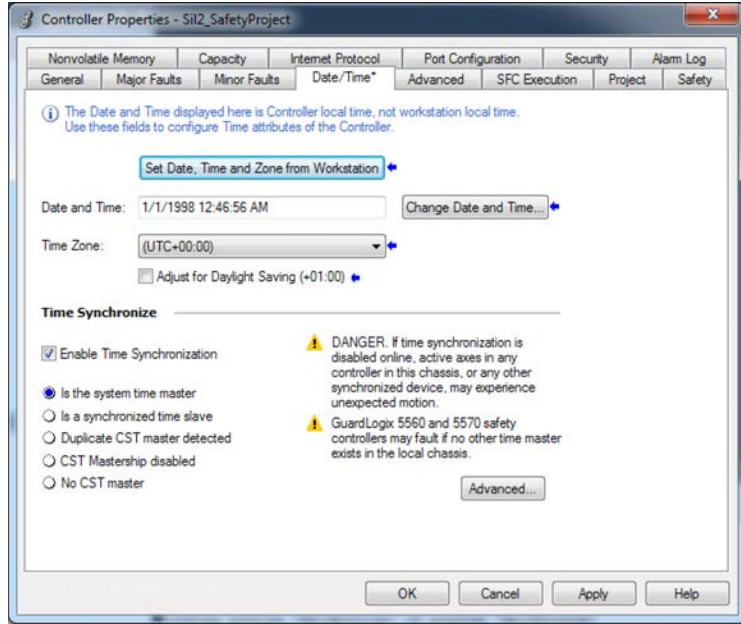 Controller Properties - Sil2_SafetyProject
Nonvolatile Memory Capacity Internet Protocol Port Configuration Security Alarm Log
General Major Faults Minor Faults Date/Time* Advanced SFC Execution Project Safety
The Date and Time displayed here is Controller local time, not workstation local time.
Use these fields to configure Time attributes of the Controller.
Set Date, Time and Zone from Workstation
Date and Time: 1/1/1998 12:46:56 AM Change Date and Time...
Time Zone: (UTC+00:00)
Adjust for Daylight Saving (+01:00)
Time Synchronize
Enable Time Synchronization
Is the system time master
Is a synchronized time slave
Duplicate CST master detected
CST Mastership disabled
No CST master
DANGER. If time synchronization is
disabled online, active axes in any
controller in this chassis, or any other
synchronized device, may experience
unexpected motion.
GuardLogix 5560 and 5570 safety
controllers may fault if no other time master
exists in the local chassis.
Advanced...
OK Cancel Apply Help